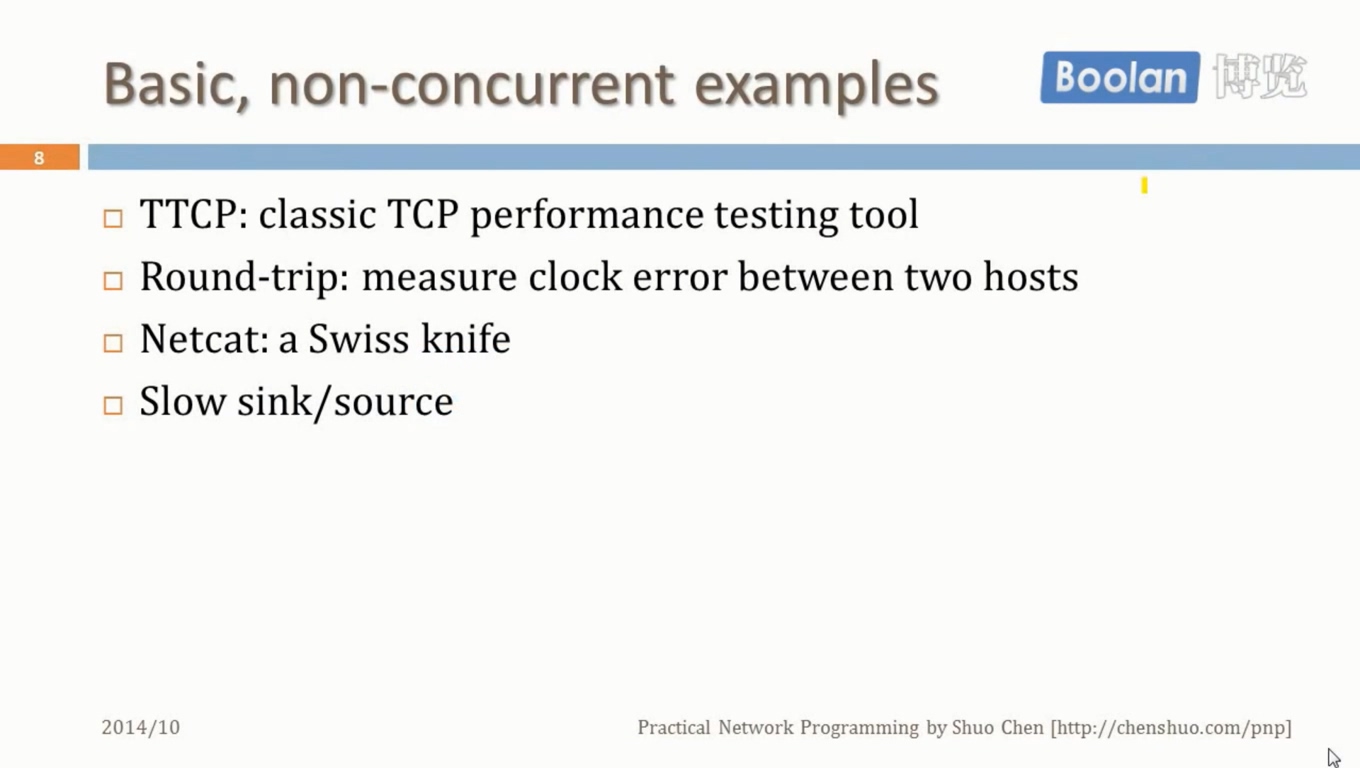 Basic, non-concurrent examples
Boolan 博览
8
TTCP: classic TCP performance testing tool
Round-trip: measure clock error between two hosts
Netcat: a Swiss knife
Slow sink/source
2014/10
Practical Network Programming by Shuo Chen [http://chenshuo.com/pnp]